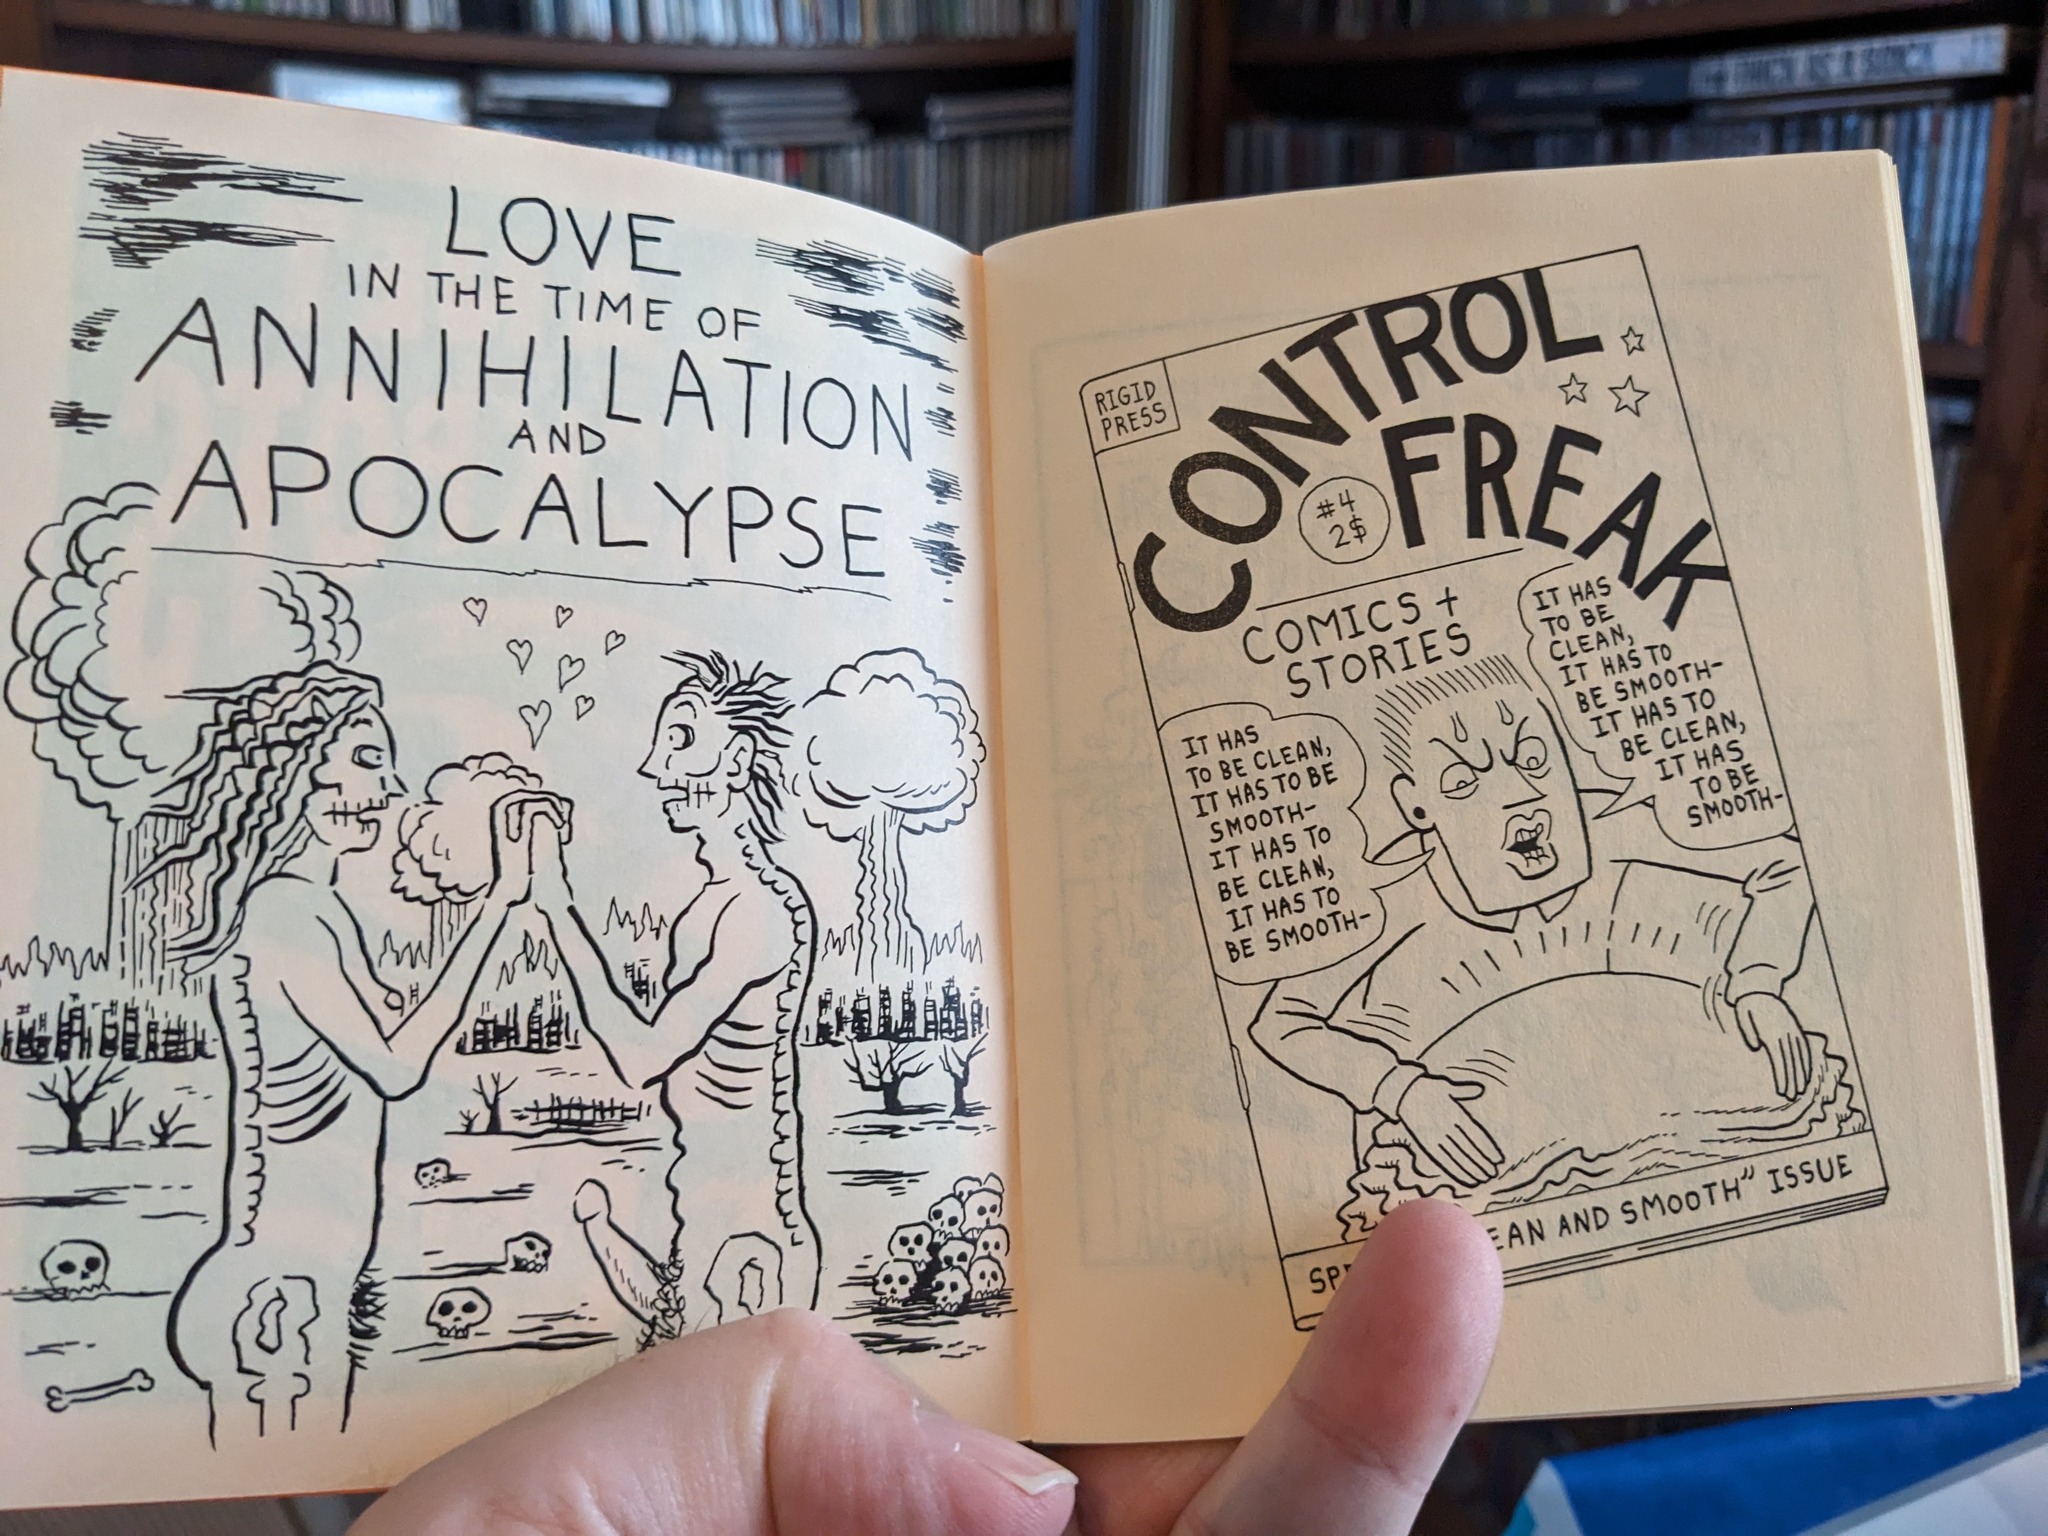 LOVE
IN THE TIME OF
ANNIHILATION
AND
APOCALYPSE
RIGID
PRESS
CONTROL
FREAK
#4
2$
COMICS +
STORIES
IT HAS
TO BE CLEAN,
IT HAS TO BE
SMOOTH-
IT HAS TO
BE CLEAN,
IT HAS TO
BE SMOOTH-
IT HAS
TO BE
CLEAN,
IT HAS TO
BE SMOOTH-
IT HAS TO
BE CLEAN,
IT HAS
TO BE
SMOOTH-
AND SMOOTH" ISSUE